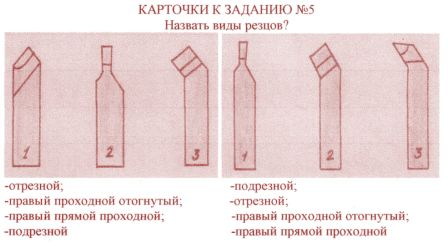 КАРТОЧКИ К ЗАДАНИЮ №5
Назвать виды резцов?
1 2 3
1 2 3
-отрезной;
-правый проходной отогнутый;
-правый прямой проходной;
-подрезной
-подрезной;
-отрезной;
-правый проходной отогнутый;
-правый прямой проходной